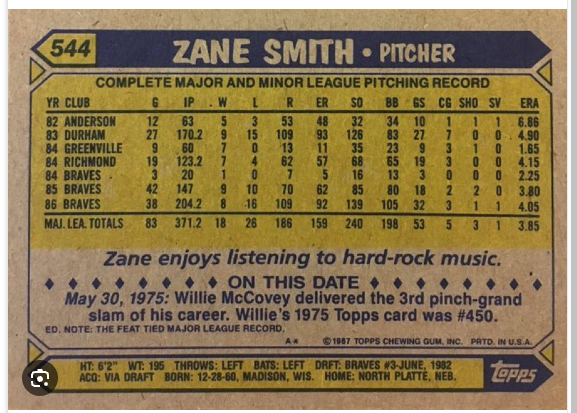 544
ZANE SMITH • PITCHER
COMPLETE MAJOR AND MINOR LEAGUE PITCHING RECORD
YR CLUB G IP W L R ER SO BB GS CG SHO SV ERA
82 ANDERSON 12 63 5 3 53 48 32 34 10 1 1 1 6.86
83 DURHAM 27 170.2 9 15 109 93 126 83 27 7 0 0 4.90
84 GREENVILLE 9 60 7 0 13 11 35 23 9 3 1 0 1.65
84 RICHMOND 19 123.2 7 4 62 57 68 65 19 3 0 0 4.15
84 BRAVES 3 20 1 0 7 5 16 13 3 0 0 0 2.25
85 BRAVES 42 147 9 10 70 62 85 80 18 2 2 0 3.80
86 BRAVES 38 204.2 8 16 109 92 139 105 32 3 1 1 4.05
MAJ. LEA. TOTALS 83 371.2 18 26 186 159 240 198 53 5 3 1 3.85
Zane enjoys listening to hard-rock music.
♦ ♦ ♦ ♦ ♦ ♦ ♦ ♦ ON THIS DATE ♦ ♦ ♦ ♦ ♦ ♦ ♦ ♦
May 30, 1975: Willie McCovey delivered the 3rd pinch-grand
slam of his career. Willie's 1975 Topps card was #450.
ED. NOTE: THE FEAT TIED MAJOR LEAGUE RECORD.
A* © 1987 TOPPS CHEWING GUM, INC. PRTD. IN U.S.A.
HT: 6'2" WT: 195 THROWS: LEFT BATS: LEFT DRFT: BRAVES #3-JUNE, 1982
ACQ: VIA DRAFT BORN: 12-28-60, MADISON, WIS. HOME: NORTH PLATTE, NEB.
topps